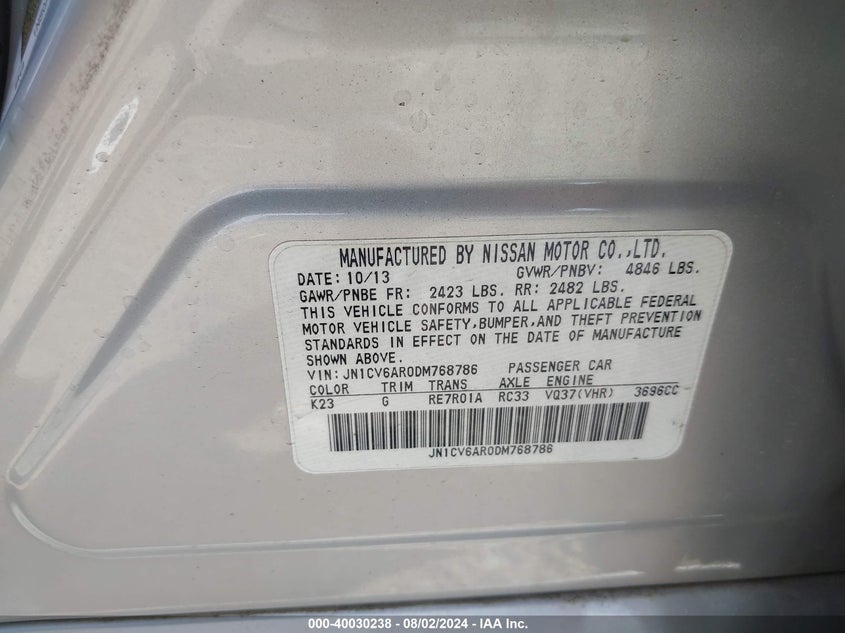 MANUFACTURED BY NISSAN MOTOR CO.,LTD.
DATE: 10/13 GVWR/PNBV: 4846 LBS.
GAWR/PNBE FR: 2423 LBS. RR: 2482 LBS.
THIS VEHICLE CONFORMS TO ALL APPLICABLE FEDERAL
MOTOR VEHICLE SAFETY,BUMPER,AND THEFT PREVENTION
STANDARDS IN EFFECT ON THE DATE OF MANUFACTURE
SHOWN ABOVE.
VIN: JN1CV6AR0DM768786 PASSENGER CAR
COLOR TRIM TRANS AXLE ENGINE
K23 G RE7R01A RC33 VQ37(VHR) 3696CC
JN1CV6AR0DM768786
000-40030238 - 08/02/2024 - IAA Inc.